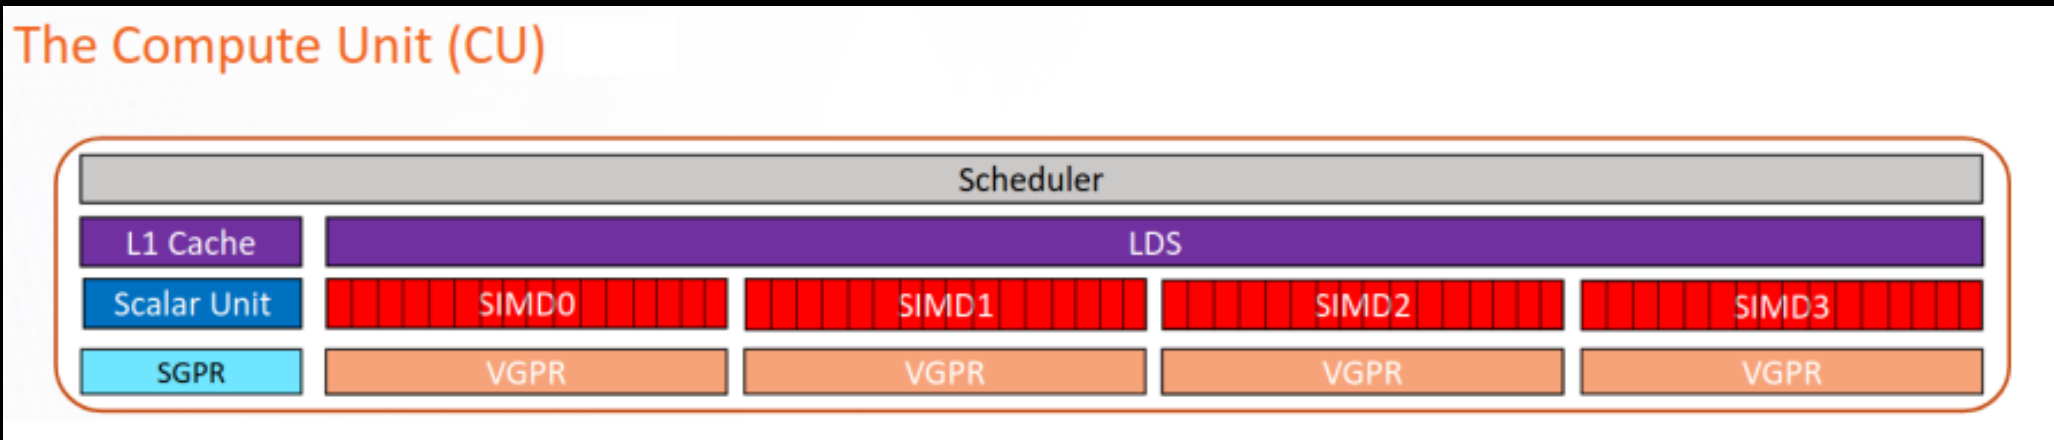 The Compute Unit (CU)
Scheduler
L1 Cache LDS
Scalar Unit SIMD0 SIMD1 SIMD2 SIMD3
SGPR VGPR VGPR VGPR VGPR